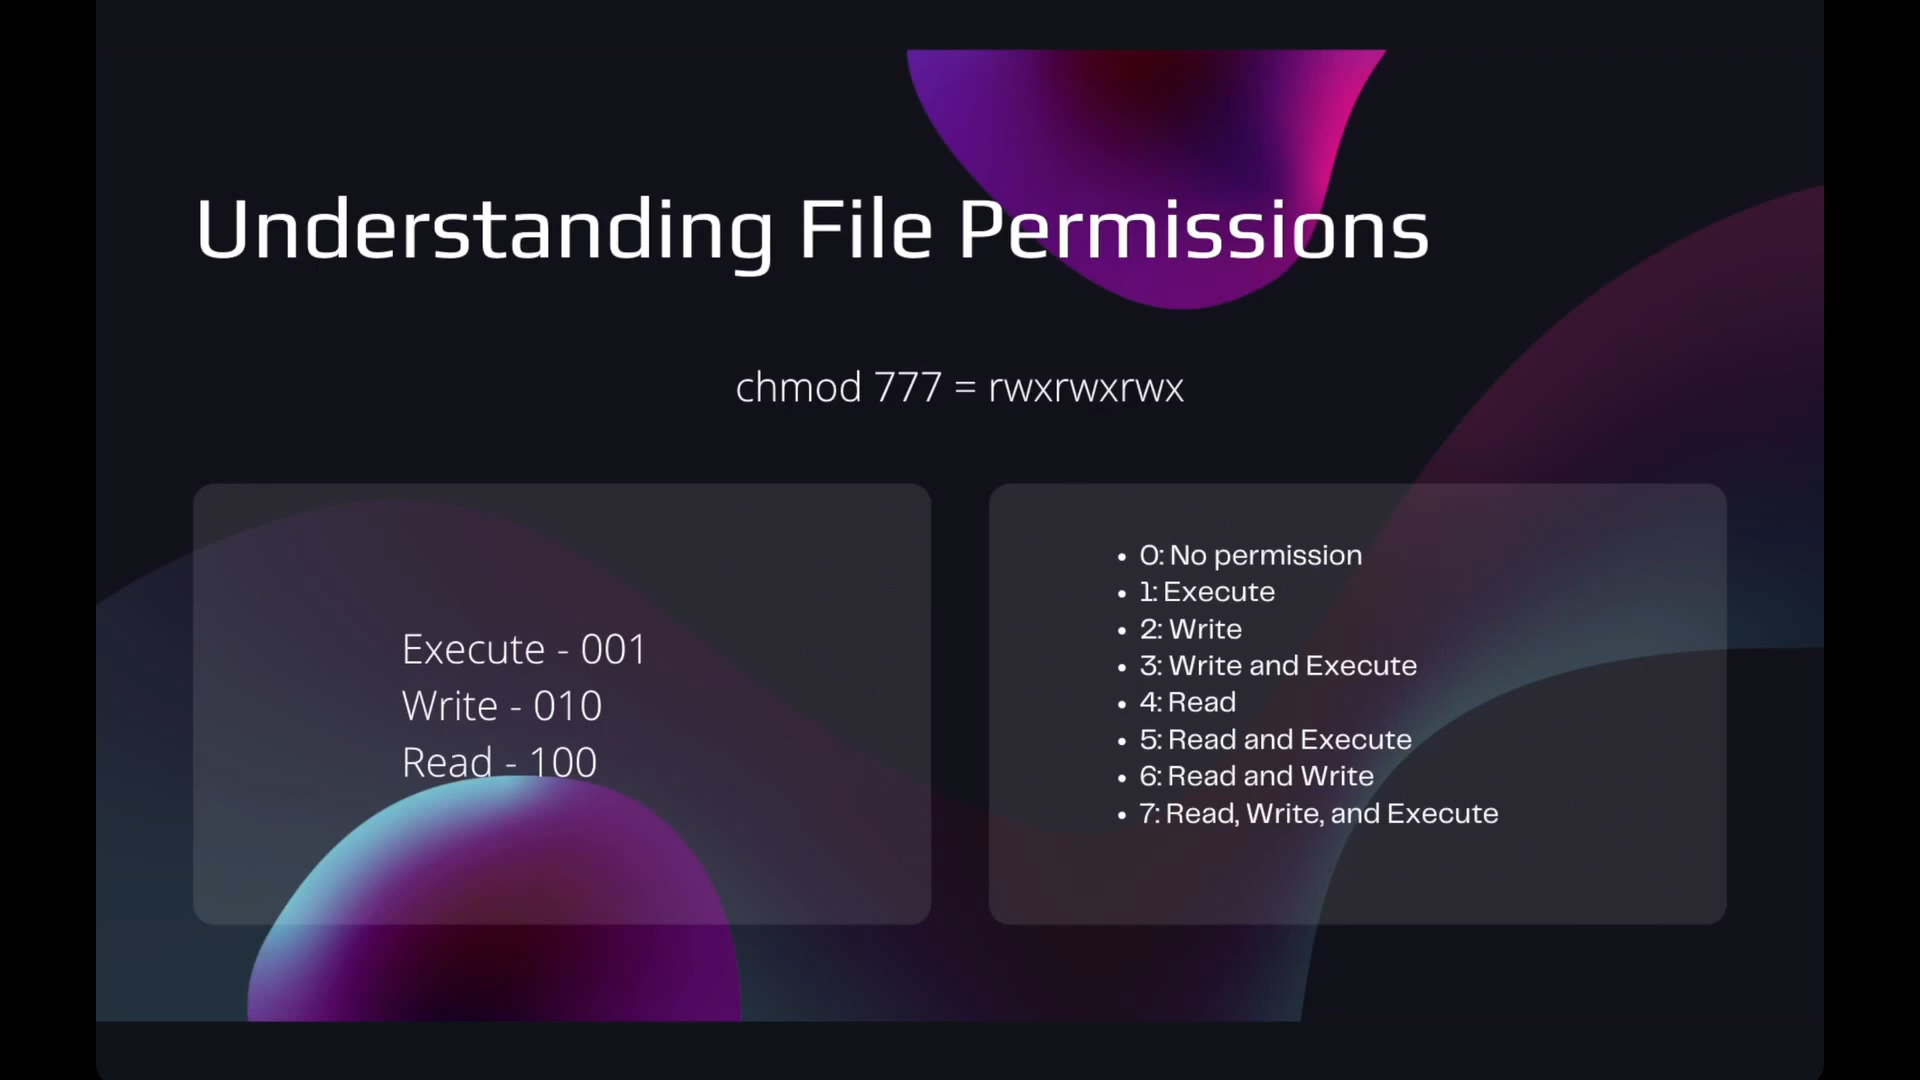 Understanding File Permissions
chmod 777 = rwxrwxrwx
Execute - 001
Write - 010
Read - 100
• 0: No permission
• 1: Execute
• 2: Write
• 3: Write and Execute
• 4: Read
• 5: Read and Execute
• 6: Read and Write
• 7: Read, Write, and Execute